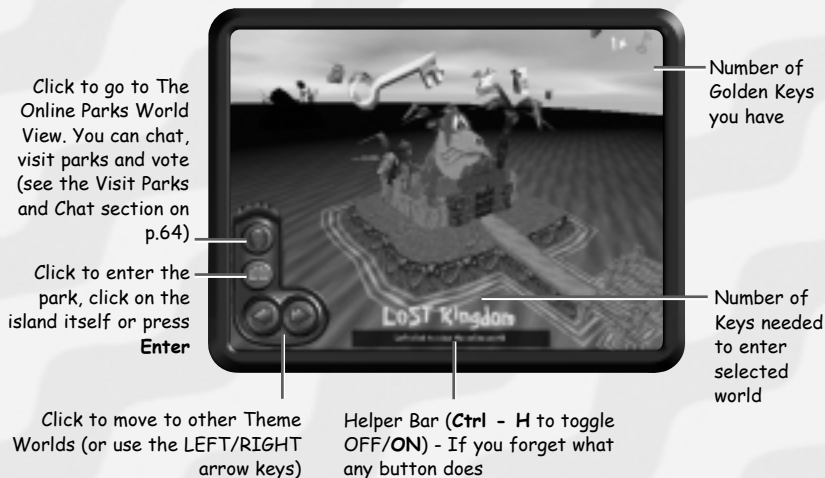 Click to go to The
Online Parks World
View. You can chat,
visit parks and vote
(see the Visit Parks
and Chat section on
p.64)
Click to enter the
park, click on the
island itself or press
Enter
Click to move to other Theme
Worlds (or use the LEFT/RIGHT
arrow keys)
LOST KINgdom
Helper Bar (Ctrl - H to toggle
OFF/ON) - If you forget what
any button does
Number of
Golden Keys
you have
Number of
Keys needed
to enter
selected
world